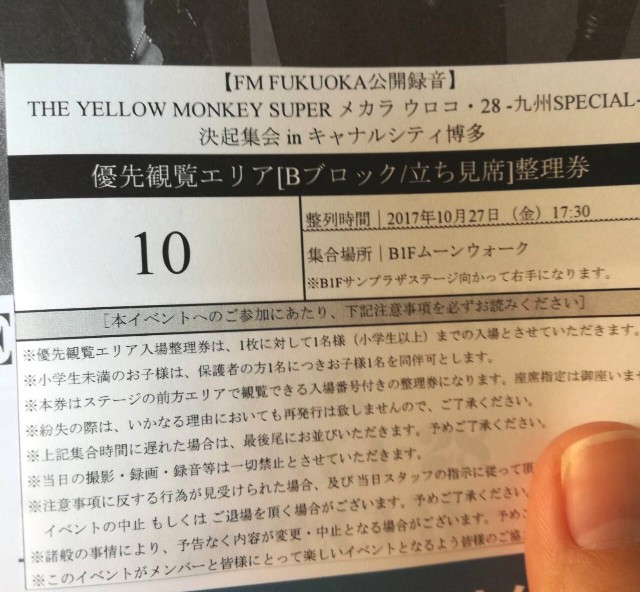 【FM FUKUOKA公開録音】
THE YELLOW MONKEY SUPER メカラ ウロコ・28 -九州SPECIAL-
決起集会 in キャナルシティ博多
優先観覧エリア[Bブロック/立ち見席]整理券
10
整列時間｜2017年10月27日（金）17:30
集合場所｜B1Fムーンウォーク
※B1Fサンプラザステージ向かって右手になります。
［本イベントへのご参加にあたり、下記注意事項を必ずお読みください］
※優先観覧エリア入場整理券は、1枚に対して1名様（小学生以上）までの入場とさせていただきます。
※小学生未満のお子様は、保護者の方1名につきお子様1名を同伴可とします。
※本券はステージの前方エリアで観覧できる入場番号付きの整理券になります。座席指定は御座いませ
※紛失の際は、いかなる理由においても再発行は致しませんので、ご了承ください。
※上記集合時間に遅れた場合は、最後尾にお並びいただきます。予めご了承ください。
※当日の撮影・録画・録音等は一切禁止とさせていただきます。
※注意事項に反する行為が見受けられた場合、及び 当日スタッフの指示に従って頂
イベントの中止 もしくは ご退場を頂く場合がございます。予めご了承ください。
※諸般の事情により、予告なく内容が変更・中止となる場合がございます。予めご
※このイベントがメンバーと皆様にとって楽しいイベントとなるよう皆様のご協